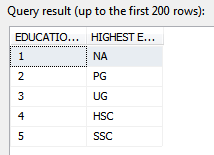 Query result (up to the first 200 rows):
EDUCATIO... HIGHEST E...
1 NA
2 PG
3 UG
4 HSC
5 SSC